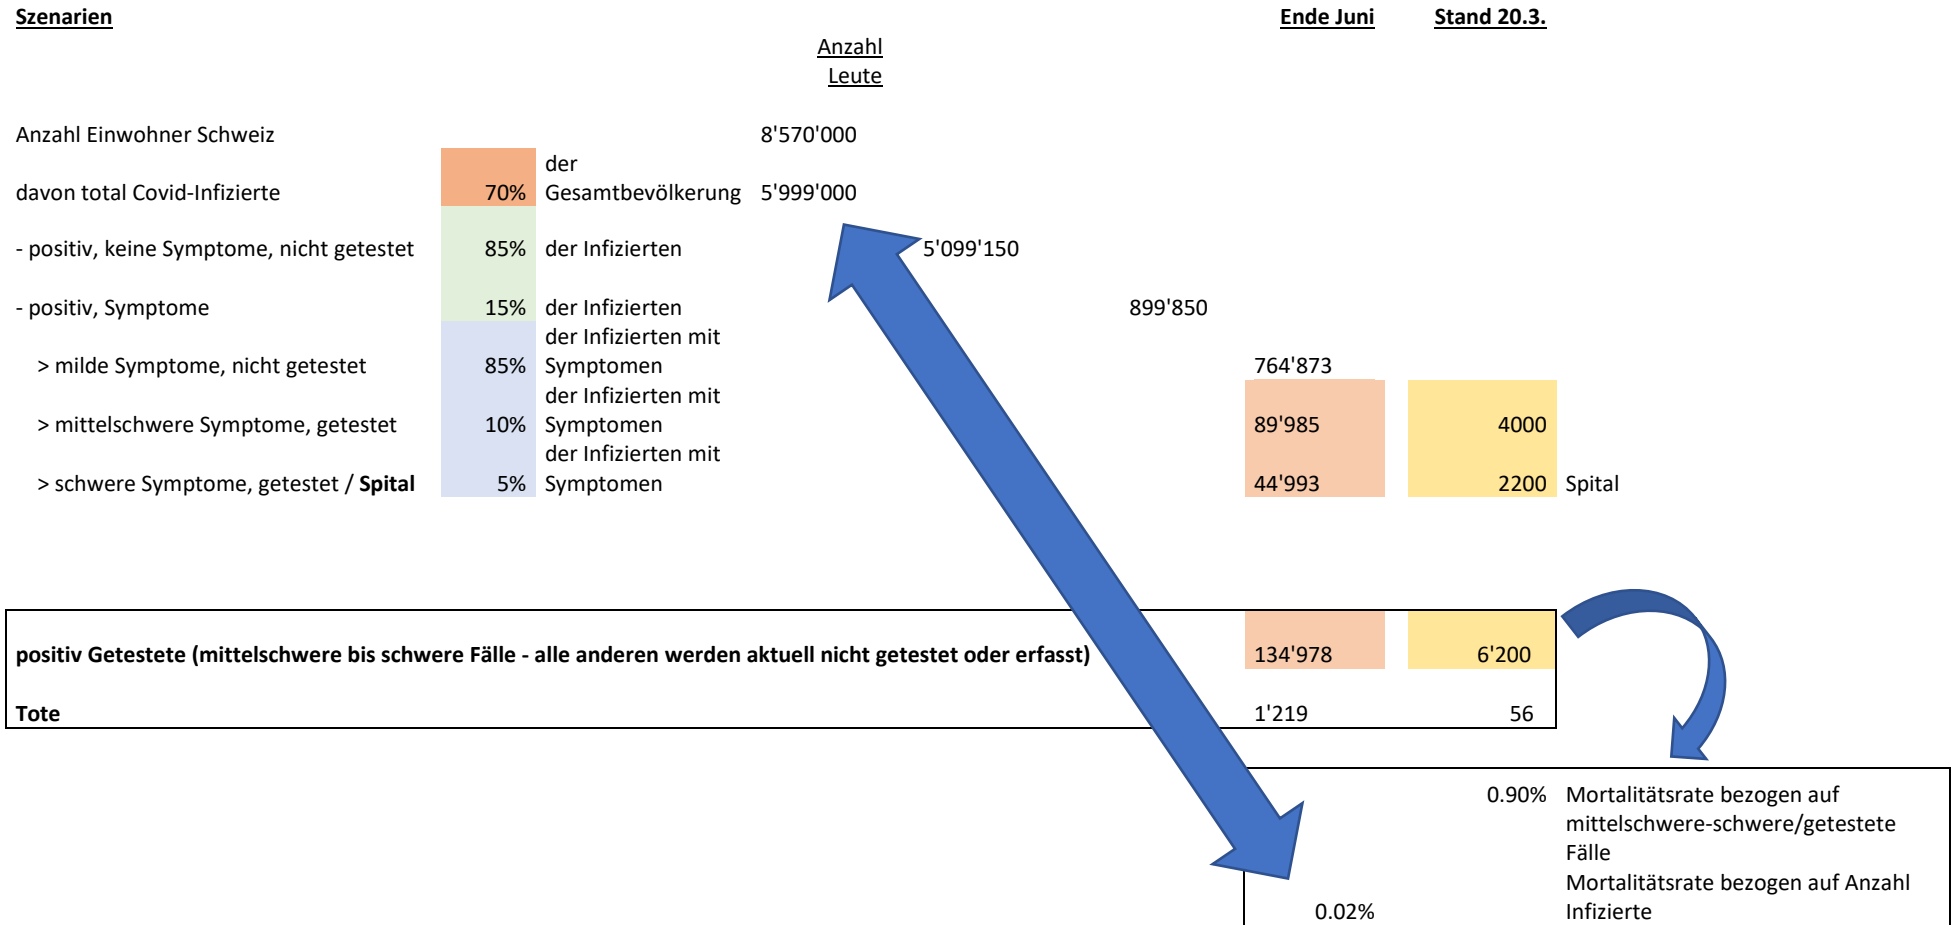 Szenarien Ende Juni Stand 20.3.
Anzahl
Leute
Anzahl Einwohner Schweiz 8'570'000
der
davon total Covid-Infizierte 70% Gesamtbevölkerung 5'999'000
- positiv, keine Symptome, nicht getestet 85% der Infizierten 5'099'150
- positiv, Symptome 15% der Infizierten 899'850
der Infizierten mit
> milde Symptome, nicht getestet 85% Symptomen 764'873
der Infizierten mit
> mittelschwere Symptome, getestet 10% Symptomen 89'985 4000
der Infizierten mit
> schwere Symptome, getestet / Spital 5% Symptomen 44'993 2200 Spital
positiv Getestete (mittelschwere bis schwere Fälle - alle anderen werden aktuell nicht getestet oder erfasst) 134'978 6'200
Tote 1'219 56
0.90% Mortalitätsrate bezogen auf
mittelschwere-schwere/getestete
Fälle
Mortalitätsrate bezogen auf Anzahl
0.02% Infizierte